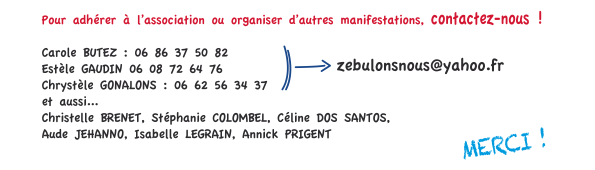 Pour adhérer à l'association ou organiser d'autres manifestations, contactez-nous !
Carole BUTEZ : 06 86 37 50 82
Estèle GAUDIN 06 08 72 64 76
Chrystèle GONALONS : 06 62 56 34 37
zebulonsnous@yahoo.fr
et aussi...
Christelle BRENET, Stéphanie COLOMBEL, Céline DOS SANTOS,
Aude JEHANNO, Isabelle LEGRAIN, Annick PRIGENT
MERCI !